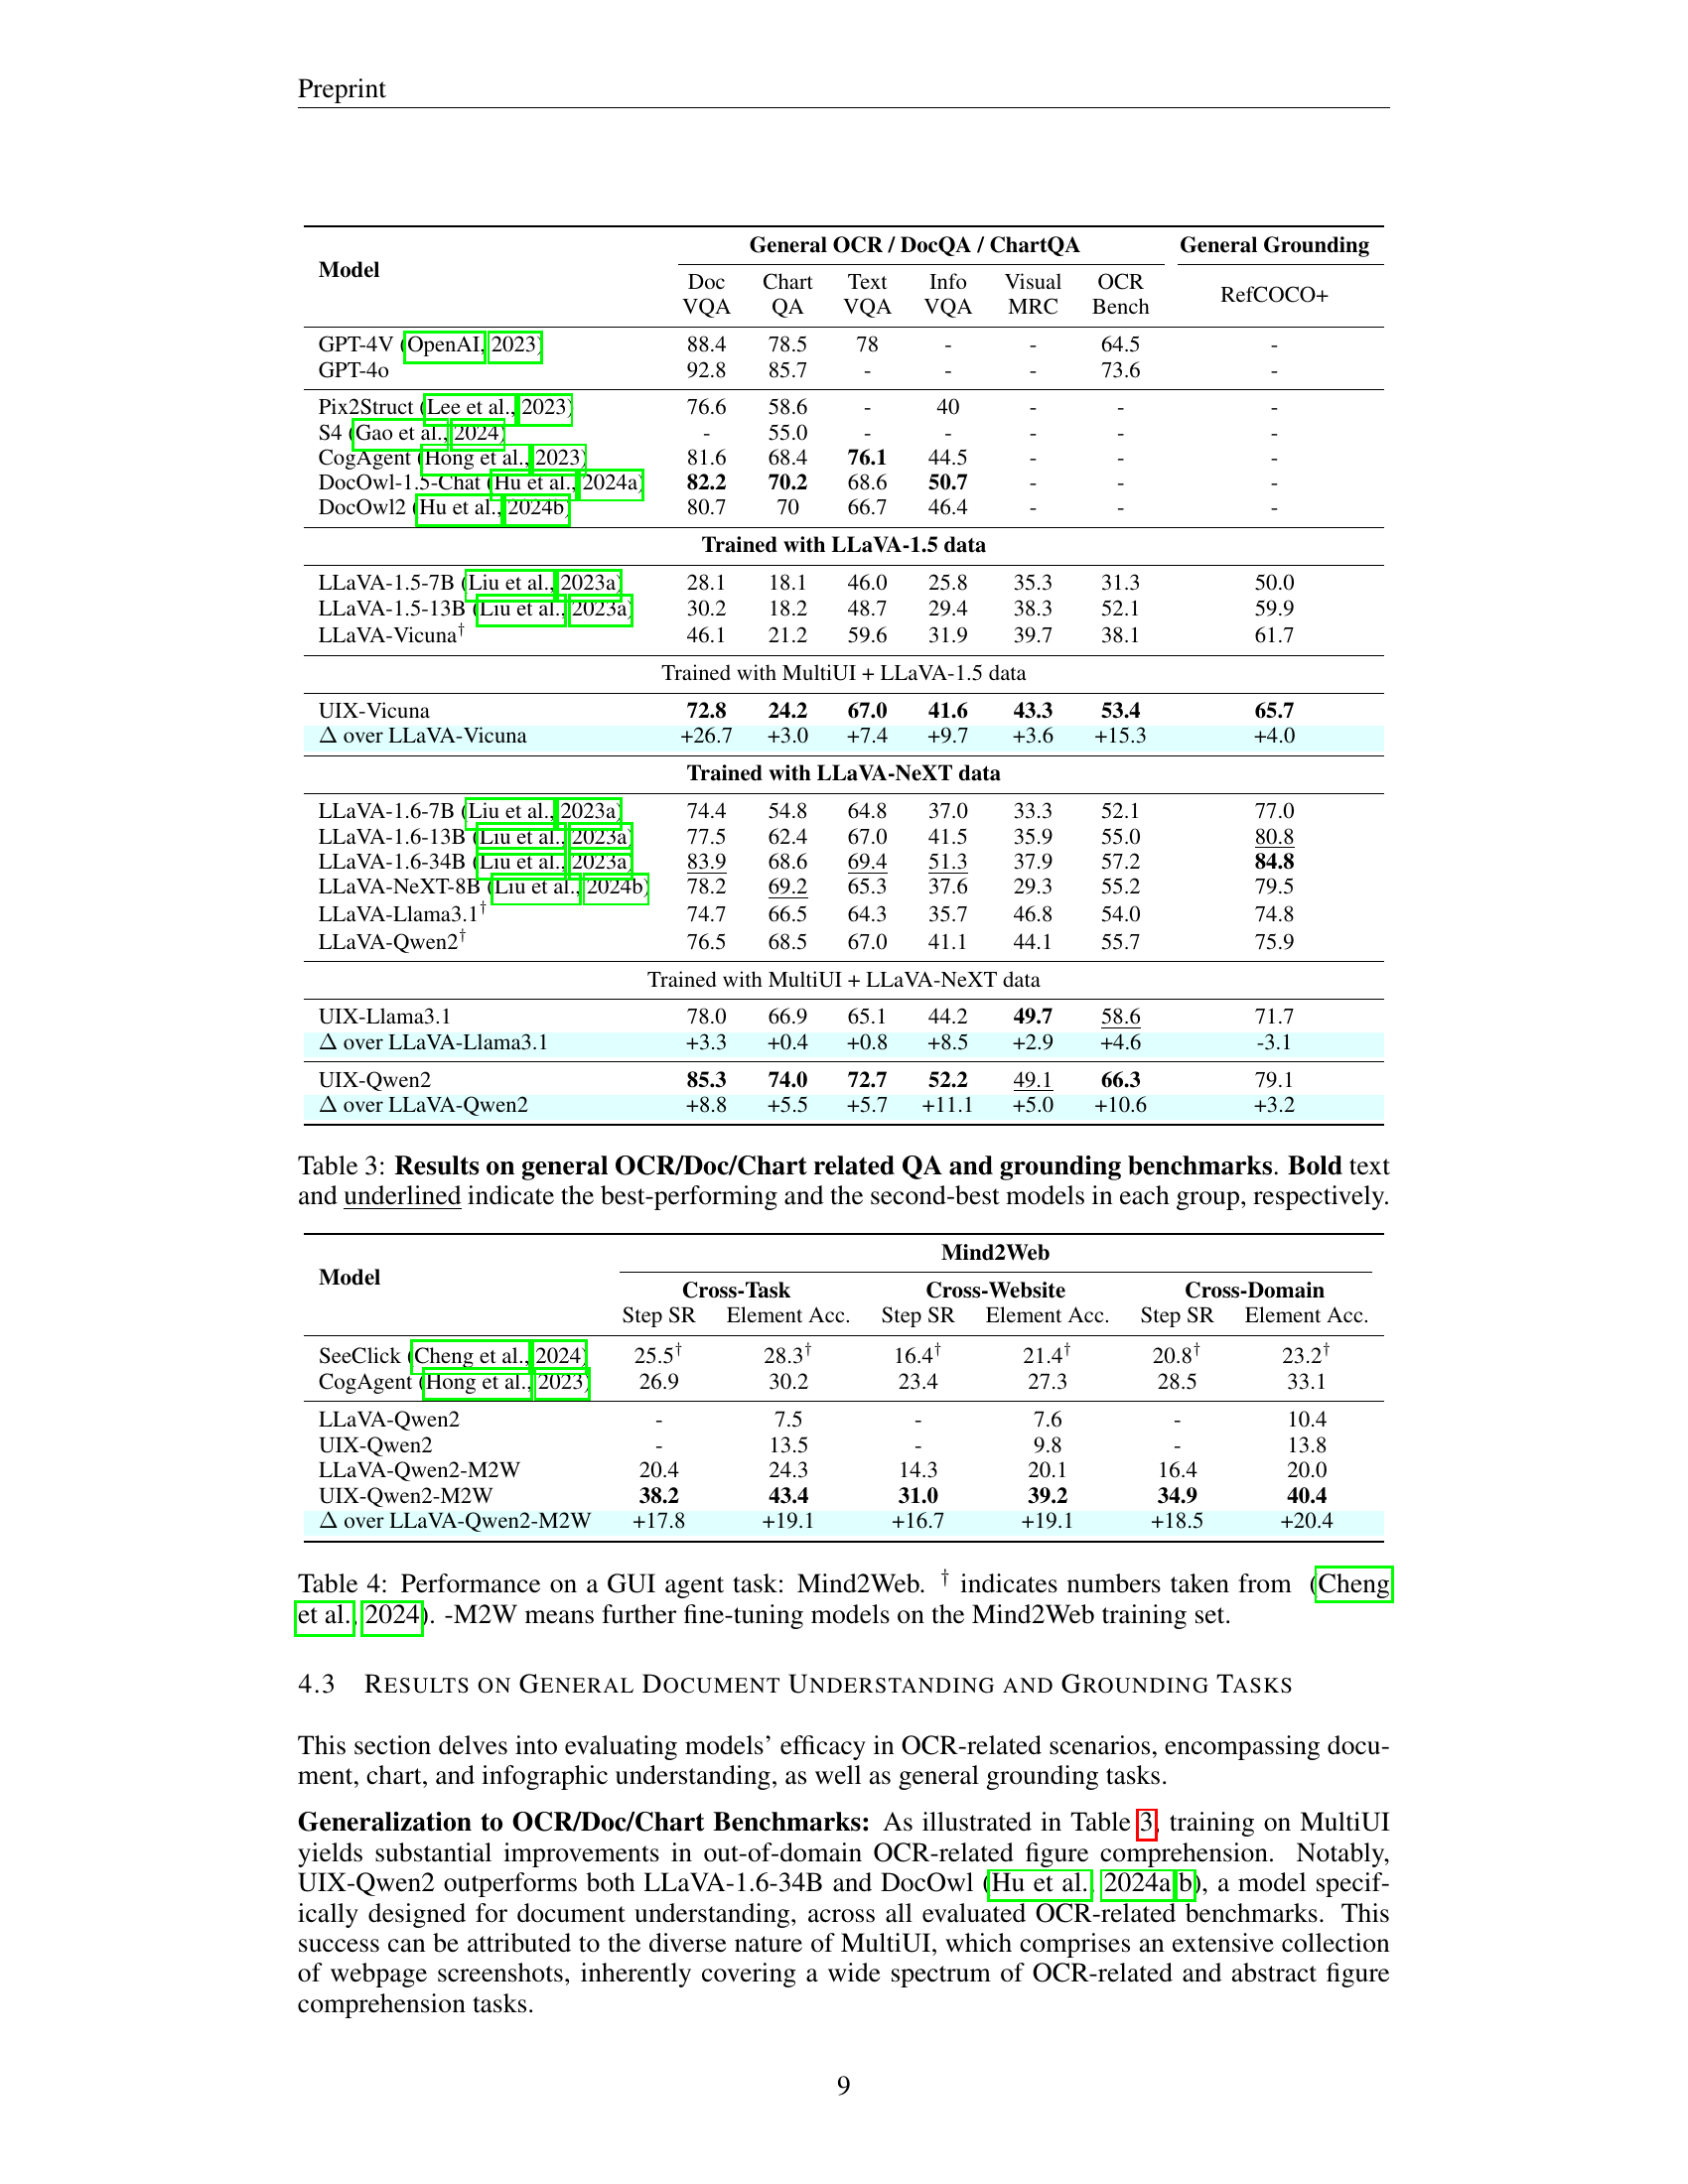 Preprint
Model General OCR / DocQA / ChartQA General Grounding
Doc VQA Chart QA Text VQA Info VQA Visual MRC OCR Bench RefCOCO+
GPT-4V (OpenAI, 2023) 88.4 78.5 78 - - 64.5 -
GPT-4o 92.8 85.7 - - - 73.6 -
Pix2Struct (Lee et al., 2023) 76.6 58.6 - 40 - - -
S4 (Gao et al., 2024) - 55.0 - - - - -
CogAgent (Hong et al., 2023) 81.6 68.4 76.1 44.5 - - -
DocOwl-1.5-Chat (Hu et al., 2024a) 82.2 70.2 68.6 50.7 - - -
DocOwl2 (Hu et al., 2024b) 80.7 70 66.7 46.4 - - -
Trained with LLaVA-1.5 data
LLaVA-1.5-7B (Liu et al., 2023a) 28.1 18.1 46.0 25.8 35.3 31.3 50.0
LLaVA-1.5-13B (Liu et al., 2023a) 30.2 18.2 48.7 29.4 38.3 52.1 59.9
LLaVA-Vicuna† 46.1 21.2 59.6 31.9 39.7 38.1 61.7
Trained with MultiUI + LLaVA-1.5 data
UIX-Vicuna 72.8 24.2 67.0 41.6 43.3 53.4 65.7
Δ over LLaVA-Vicuna +26.7 +3.0 +7.4 +9.7 +3.6 +15.3 +4.0
Trained with LLaVA-NeXT data
LLaVA-1.6-7B (Liu et al., 2023a) 74.4 54.8 64.8 37.0 33.3 52.1 77.0
LLaVA-1.6-13B (Liu et al., 2023a) 77.5 62.4 67.0 41.5 35.9 55.0 80.8
LLaVA-1.6-34B (Liu et al., 2023a) 83.9 68.6 69.4 51.3 37.9 57.2 84.8
LLaVA-NeXT-8B (Liu et al., 2024b) 78.2 69.2 65.3 37.6 29.3 55.2 79.5
LLaVA-Llama3.1† 74.7 66.5 64.3 35.7 46.8 54.0 74.8
LLaVA-Qwen2† 76.5 68.5 67.0 41.1 44.1 55.7 75.9
Trained with MultiUI + LLaVA-NeXT data
UIX-Llama3.1 78.0 66.9 65.1 44.2 49.7 58.6 71.7
Δ over LLaVA-Llama3.1 +3.3 +0.4 +0.8 +8.5 +2.9 +4.6 -3.1
UIX-Qwen2 85.3 74.0 72.7 52.2 49.1 66.3 79.1
Δ over LLaVA-Qwen2 +8.8 +5.5 +5.7 +11.1 +5.0 +10.6 +3.2
Table 3: Results on general OCR/Doc/Chart related QA and grounding benchmarks. Bold text
and underlined indicate the best-performing and the second-best models in each group, respectively.
Model Mind2Web
Cross-Task Cross-Website Cross-Domain
Step SR Element Acc. Step SR Element Acc. Step SR Element Acc.
SeeClick (Cheng et al., 2024) 25.5† 28.3† 16.4† 21.4† 20.8† 23.2†
CogAgent (Hong et al., 2023) 26.9 30.2 23.4 27.3 28.5 33.1
LLaVA-Qwen2 - 7.5 - 7.6 - 10.4
UIX-Qwen2 - 13.5 - 9.8 - 13.8
LLaVA-Qwen2-M2W 20.4 24.3 14.3 20.1 16.4 20.0
UIX-Qwen2-M2W 38.2 43.4 31.0 39.2 34.9 40.4
Δ over LLaVA-Qwen2-M2W +17.8 +19.1 +16.7 +19.1 +18.5 +20.4
Table 4: Performance on a GUI agent task: Mind2Web. † indicates numbers taken from (Cheng
et al., 2024). -M2W means further fine-tuning models on the Mind2Web training set.
4.3 RESULTS ON GENERAL DOCUMENT UNDERSTANDING AND GROUNDING TASKS
This section delves into evaluating models' efficacy in OCR-related scenarios, encompassing docu-
ment, chart, and infographic understanding, as well as general grounding tasks.
Generalization to OCR/Doc/Chart Benchmarks: As illustrated in Table 3, training on MultiUI
yields substantial improvements in out-of-domain OCR-related figure comprehension. Notably,
UIX-Qwen2 outperforms both LLaVA-1.6-34B and DocOwl (Hu et al., 2024a;b), a model specif-
ically designed for document understanding, across all evaluated OCR-related benchmarks. This
success can be attributed to the diverse nature of MultiUI, which comprises an extensive collection
of webpage screenshots, inherently covering a wide spectrum of OCR-related and abstract figure
comprehension tasks.
9